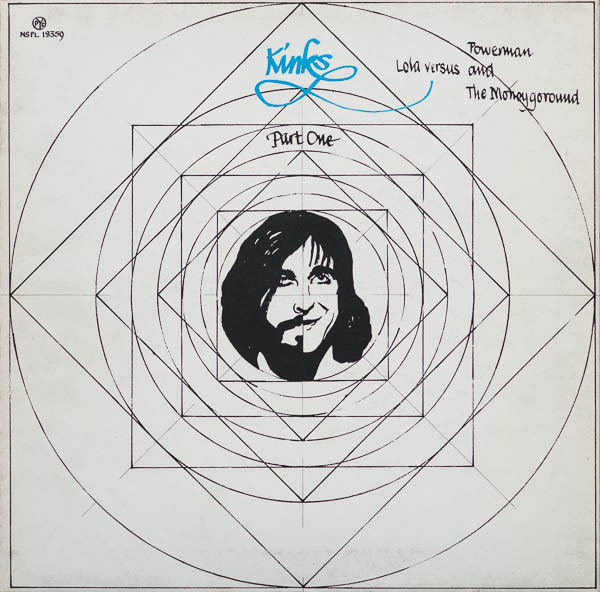 PYE
NSPL 18359
Kinks
Part One
Lola versus
Powerman
and
The Moneygoround